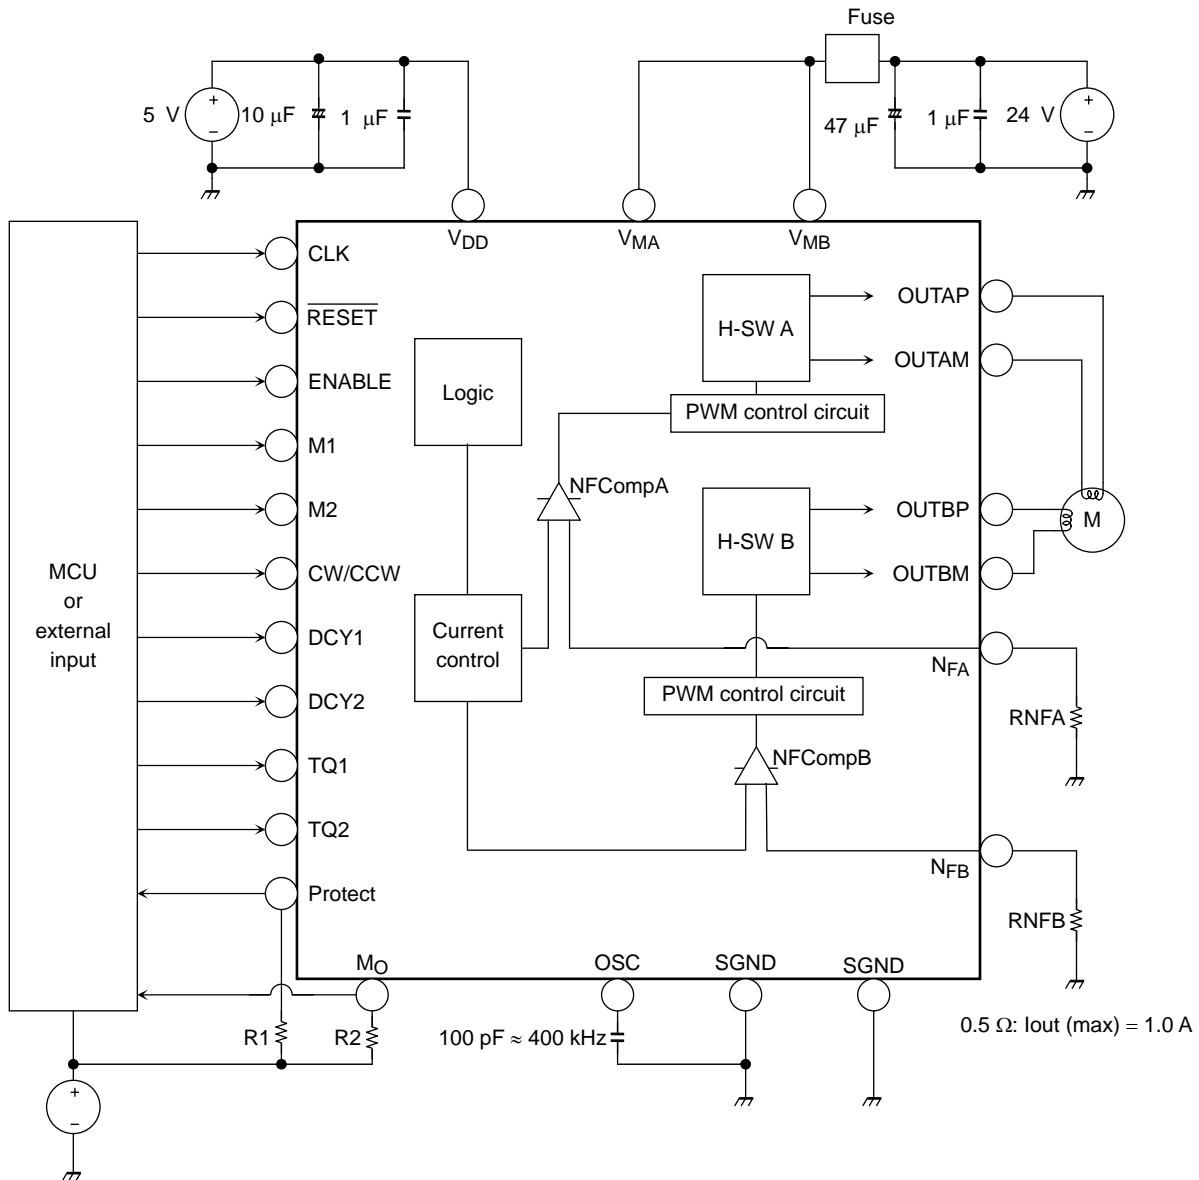 Fuse
5 V
+
−
10 μF
1 μF
47 μF
1 μF
24 V
+
−
VDD
VMA
VMB
MCU
or
external
input
CLK
RESET
ENABLE
M1
M2
CW/CCW
DCY1
DCY2
TQ1
TQ2
Protect
Logic
Current
control
H-SW A
PWM control circuit
NFCompA
H-SW B
PWM control circuit
NFCompB
OUTAP
OUTAM
OUTBP
OUTBM
M
NFA
RNFA
NFB
RNFB
MO
OSC
SGND
SGND
R1
R2
100 pF ≈ 400 kHz
0.5 Ω: Iout (max) = 1.0 A
+
−